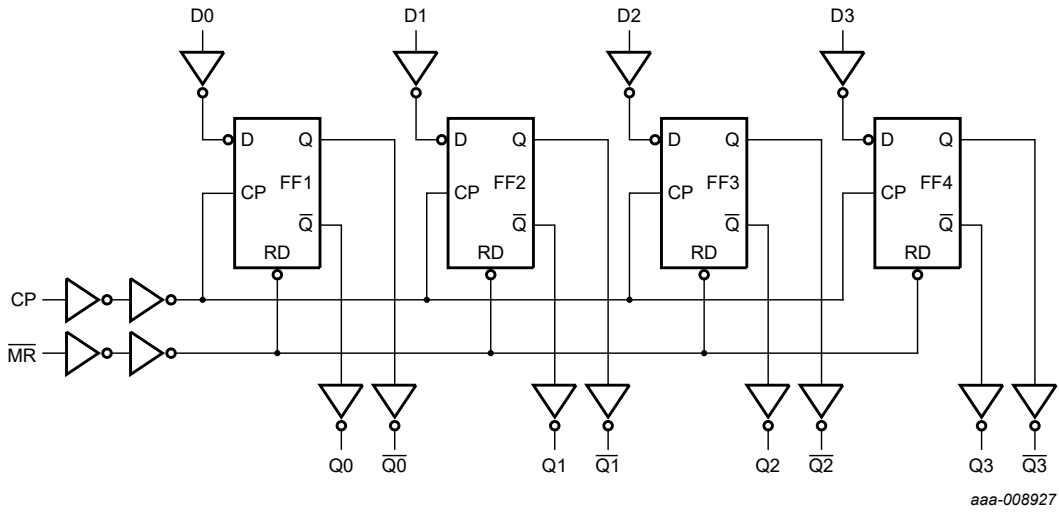 D0 D1 D2 D3
D Q D Q D Q D Q
CP FF1 CP FF2 CP FF3 CP FF4
Q̅ Q̅ Q̅ Q̅
RD RD RD RD
CP
M̅R̅
Q0 Q̅0̅ Q1 Q̅1̅ Q2 Q̅2̅ Q3 Q̅3̅
aaa-008927